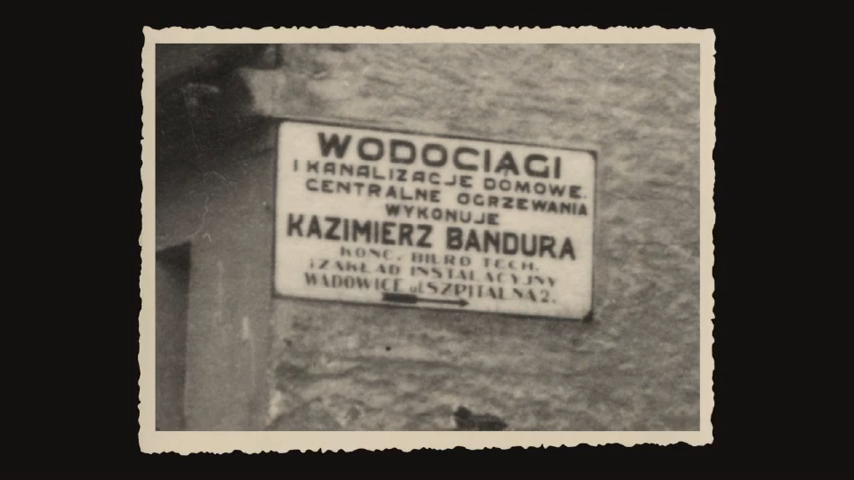 WODOCIĄGI
I KANALIZACJE DOMOWE.
CENTRALNE OGRZEWANIA
WYKONUJE
KAZIMIERZ BANDURA
KONC. BIURO TECH.
i ZAKŁAD INSTALACYJNY
WADOWICE ul. SZPITALNA 2.